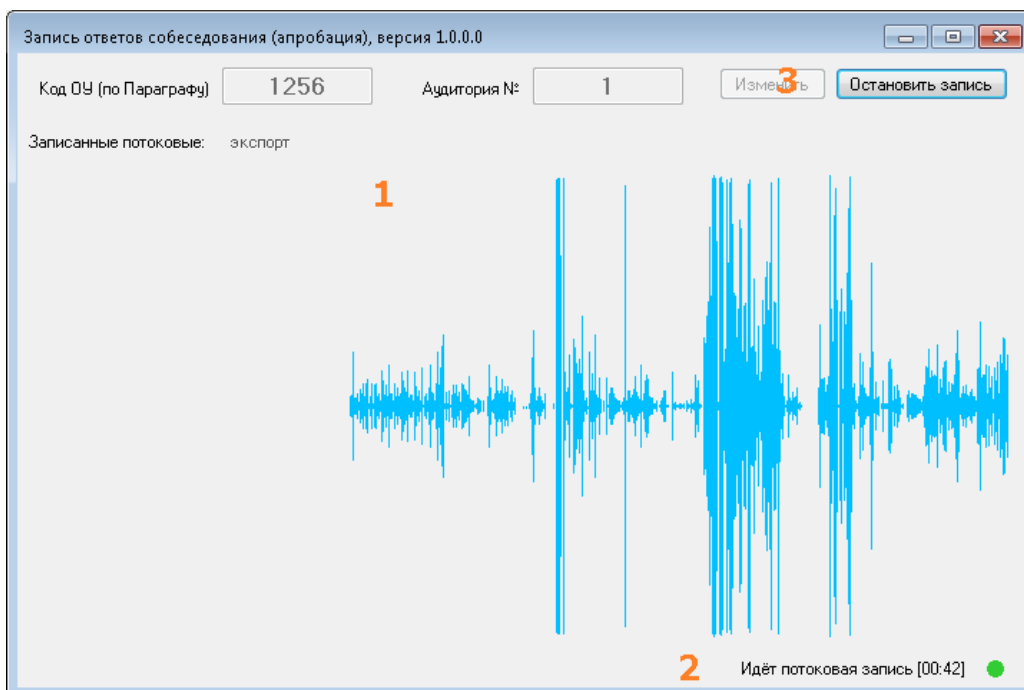 Запись ответов собеседования (апробация), версия 1.0.0.0
Код ОУ (по Параграфу) 1256 Аудитория № 1 Изменить 3 Остановить запись
Записанные потоковые: экспорт
1
2 Идёт потоковая запись [00:42]